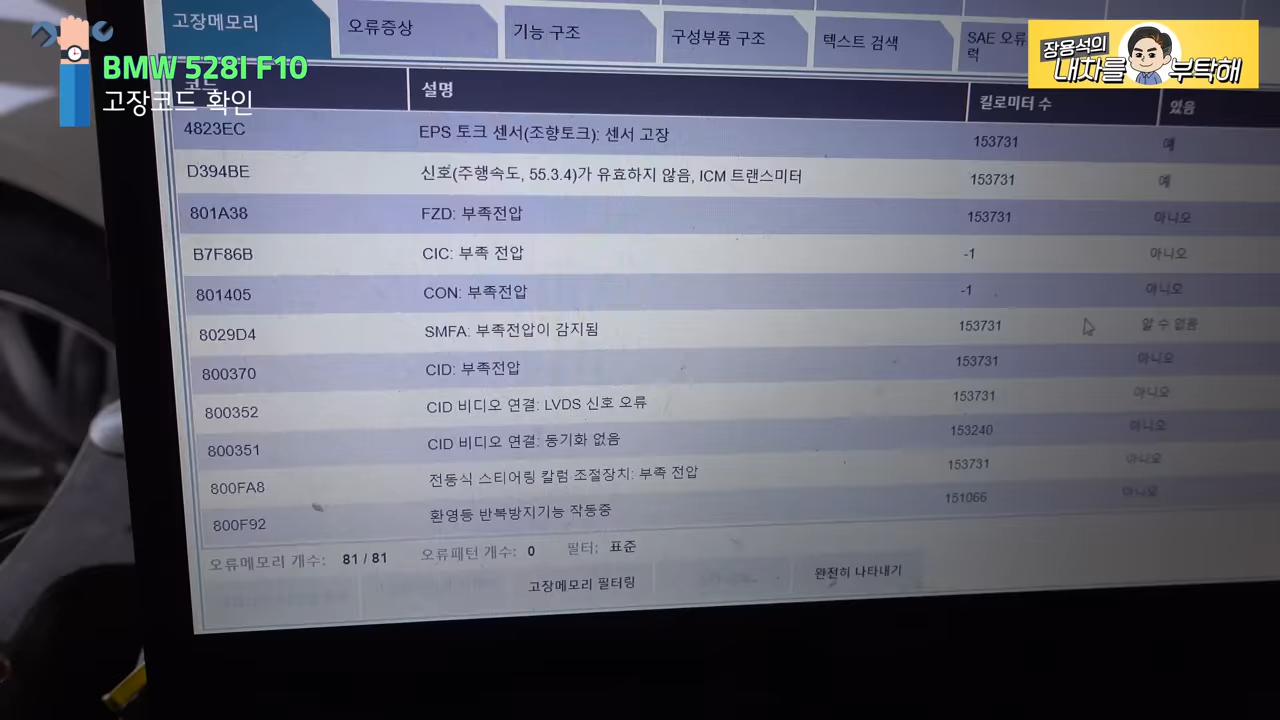 고장메모리 오류증상 기능 구조 구성부품 구조 텍스트 검색 SAE 오류
력
장용석의
내차를 부탁해
BMW 528I F10
고장코드 확인
코드 설명 킬로미터 수 있음
4823EC EPS 토크 센서(조향토크): 센서 고장 153731 예
D394BE 신호(주행속도, 55.3.4)가 유효하지 않음, ICM 트랜스미터 153731 예
801A38 FZD: 부족전압 153731 아니오
B7F86B CIC: 부족 전압 -1 아니오
801405 CON: 부족전압 -1 아니오
8029D4 SMFA: 부족전압이 감지됨 153731 알 수 없음
800370 CID: 부족전압 153731 아니오
800352 CID 비디오 연결: LVDS 신호 오류 153731 아니오
800351 CID 비디오 연결: 동기화 없음 153240 아니오
800FA8 전동식 스티어링 칼럼 조절장치: 부족 전압 153731 아니오
800F92 환영등 반복방지기능 작동중 151066 아니오
오류메모리 개수: 81 / 81 오류패턴 개수: 0 필터: 표준
고장메모리 필터링 완전히 나타내기